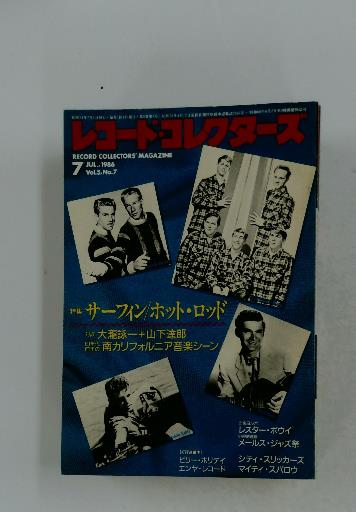 レコード・コレクターズ
RECORD COLLECTORS' MAGAZINE
7 JUL., 1986
Vol.5, No.7
特集 サーフィン/ホット・ロッド
対談 大瀧詠一+山下達郎
南カリフォルニア音楽シーン
レスター・ボウイ
メールス・ジャズ祭
ビリー・ホリデイ
シティ・スリッカーズ
エンヤ・レコード
マイティ・スパロウ